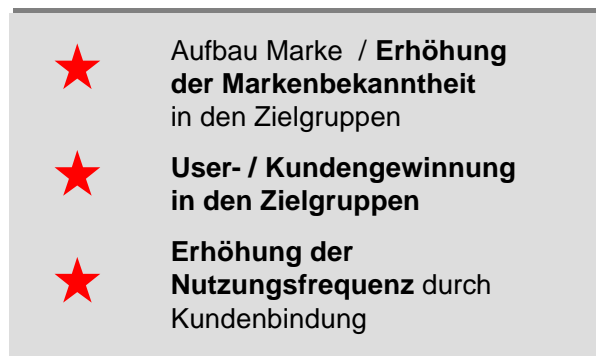 Aufbau Marke / Erhöhung
der Markenbekanntheit
in den Zielgruppen
User- / Kundengewinnung
in den Zielgruppen
Erhöhung der
Nutzungsfrequenz durch
Kundenbindung